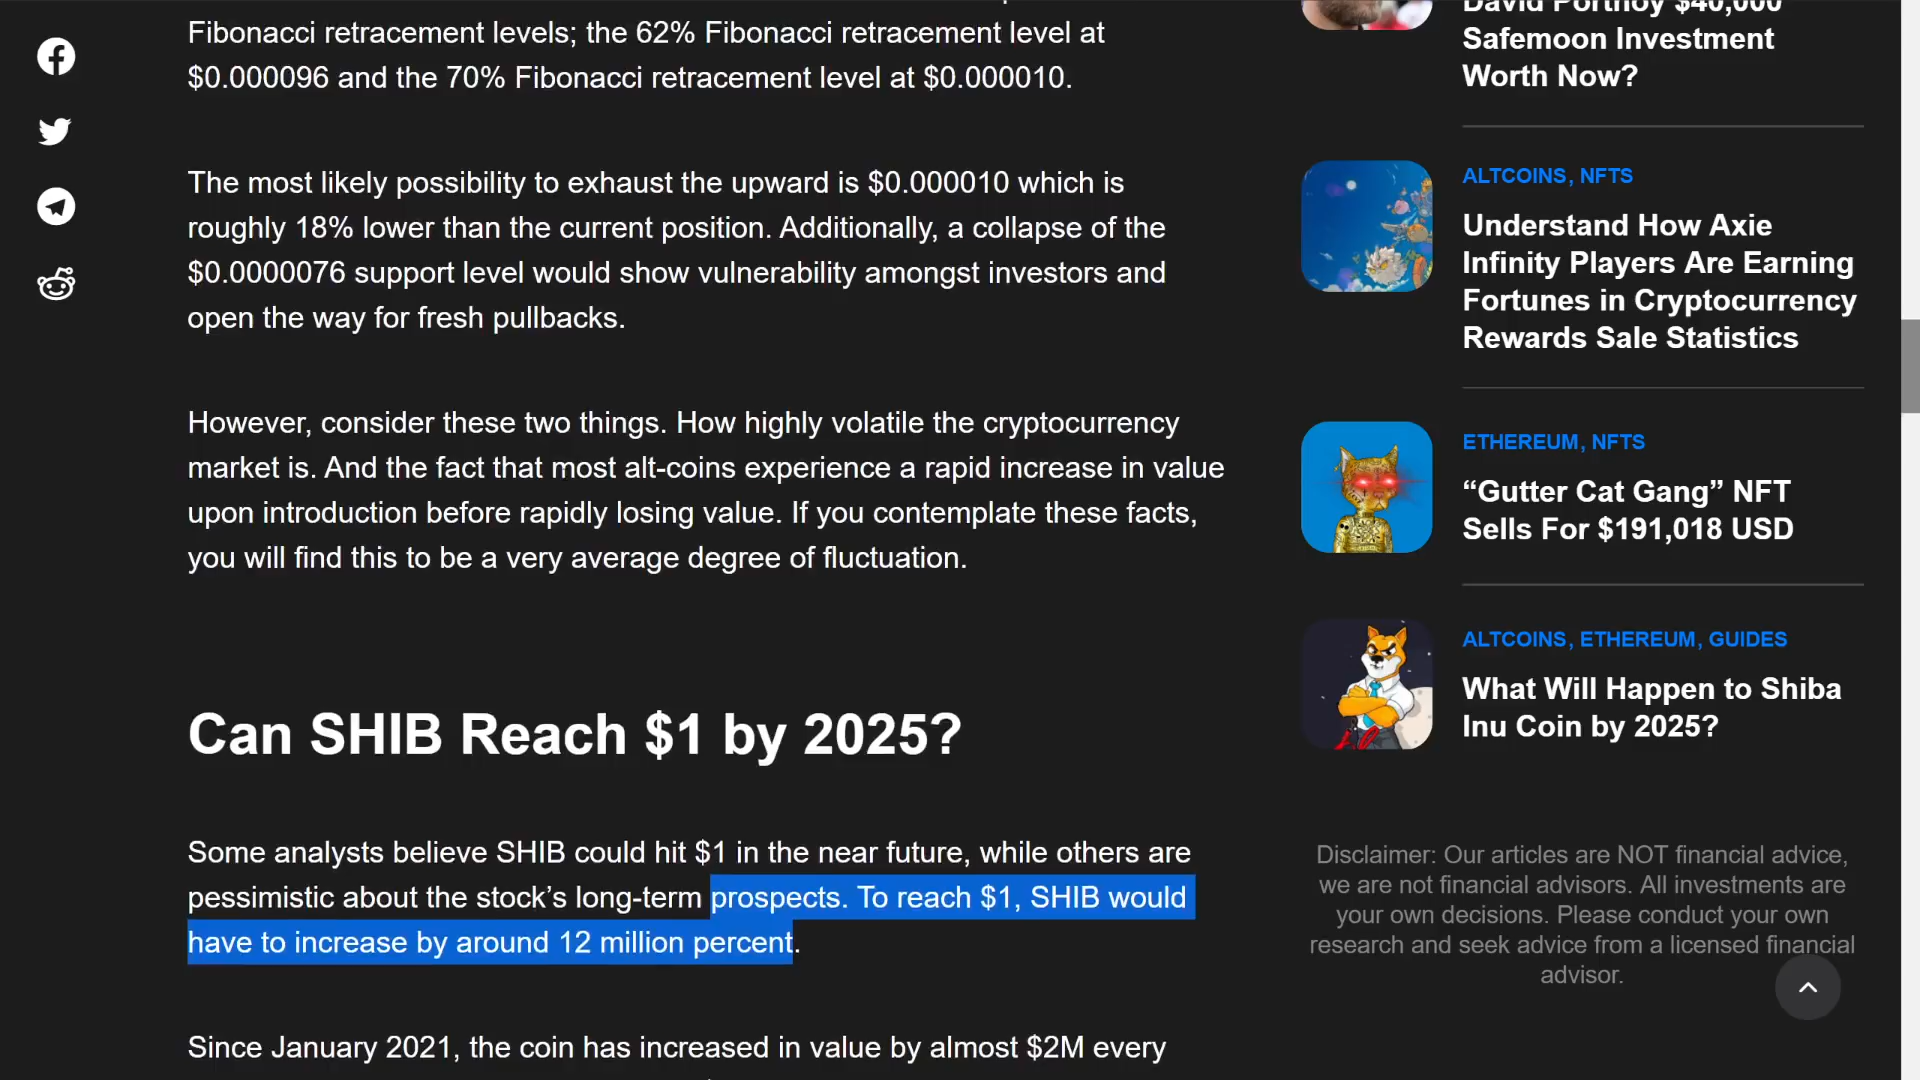 Fibonacci retracement levels; the 62% Fibonacci retracement level at
$0.000096 and the 70% Fibonacci retracement level at $0.000010.
The most likely possibility to exhaust the upward is $0.000010 which is
roughly 18% lower than the current position. Additionally, a collapse of the
$0.0000076 support level would show vulnerability amongst investors and
open the way for fresh pullbacks.
However, consider these two things. How highly volatile the cryptocurrency
market is. And the fact that most alt-coins experience a rapid increase in value
upon introduction before rapidly losing value. If you contemplate these facts,
you will find this to be a very average degree of fluctuation.
Can SHIB Reach $1 by 2025?
Some analysts believe SHIB could hit $1 in the near future, while others are
pessimistic about the stock’s long-term prospects. To reach $1, SHIB would
have to increase by around 12 million percent.
Since January 2021, the coin has increased in value by almost $2M every
David Portnoy $40,000
Safemoon Investment
Worth Now?
ALTCOINS, NFTS
Understand How Axie
Infinity Players Are Earning
Fortunes in Cryptocurrency
Rewards Sale Statistics
ETHEREUM, NFTS
“Gutter Cat Gang” NFT
Sells For $191,018 USD
ALTCOINS, ETHEREUM, GUIDES
What Will Happen to Shiba
Inu Coin by 2025?
Disclaimer: Our articles are NOT financial advice,
we are not financial advisors. All investments are
your own decisions. Please conduct your own
research and seek advice from a licensed financial
advisor.